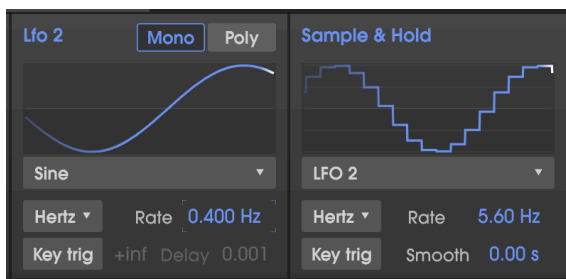 Lfo 2 Mono Poly
Sine
Hertz Rate 0.400 Hz
Key trig +inf Delay 0.001
Sample & Hold
LFO 2
Hertz Rate 5.60 Hz
Key trig Smooth 0.00 s